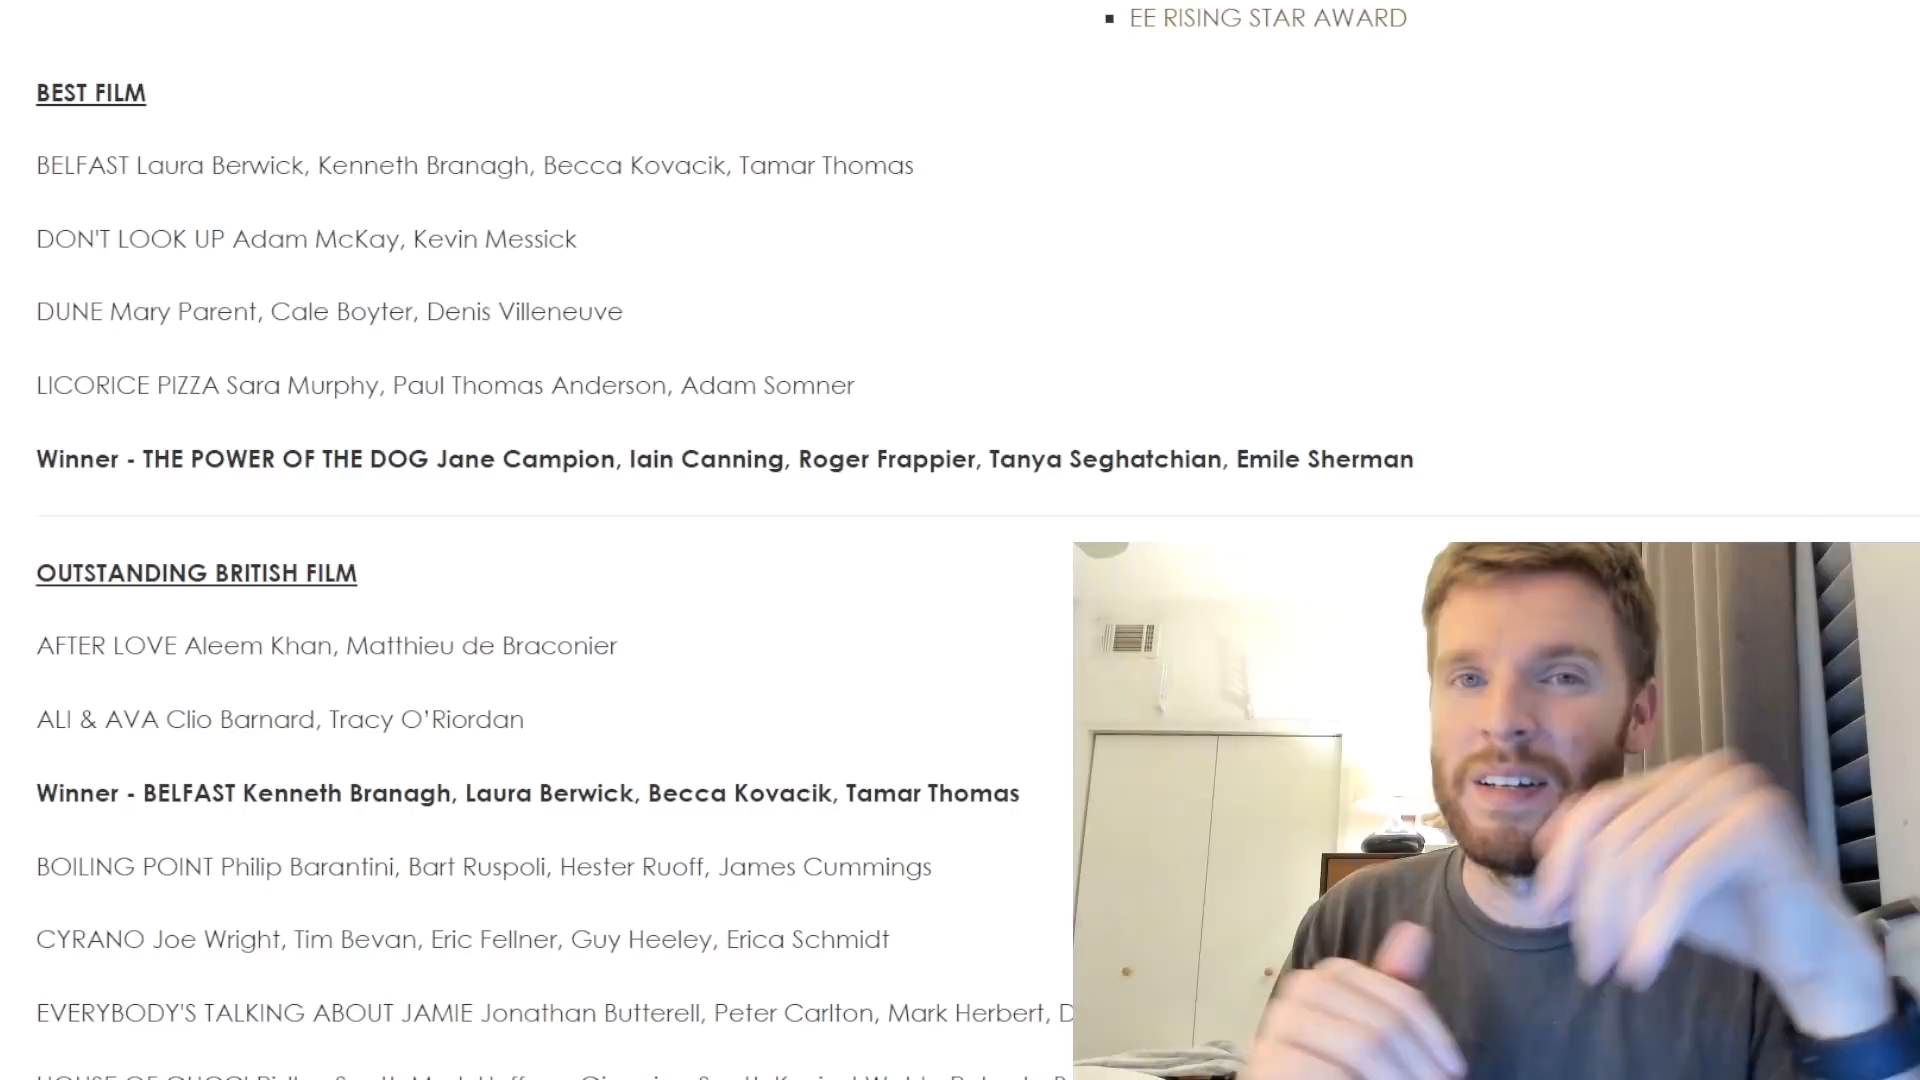 EE RISING STAR AWARD
BEST FILM
BELFAST Laura Berwick, Kenneth Branagh, Becca Kovacik, Tamar Thomas
DON'T LOOK UP Adam McKay, Kevin Messick
DUNE Mary Parent, Cale Boyter, Denis Villeneuve
LICORICE PIZZA Sara Murphy, Paul Thomas Anderson, Adam Somner
Winner - THE POWER OF THE DOG Jane Campion, Iain Canning, Roger Frappier, Tanya Seghatchian, Emile Sherman
OUTSTANDING BRITISH FILM
AFTER LOVE Aleem Khan, Matthieu de Braconier
ALI & AVA Clio Barnard, Tracy O’Riordan
Winner - BELFAST Kenneth Branagh, Laura Berwick, Becca Kovacik, Tamar Thomas
BOILING POINT Philip Barantini, Bart Ruspoli, Hester Ruoff, James Cummings
CYRANO Joe Wright, Tim Bevan, Eric Fellner, Guy Heeley, Erica Schmidt
EVERYBODY'S TALKING ABOUT JAMIE Jonathan Butterell, Peter Carlton, Mark Herbert, D